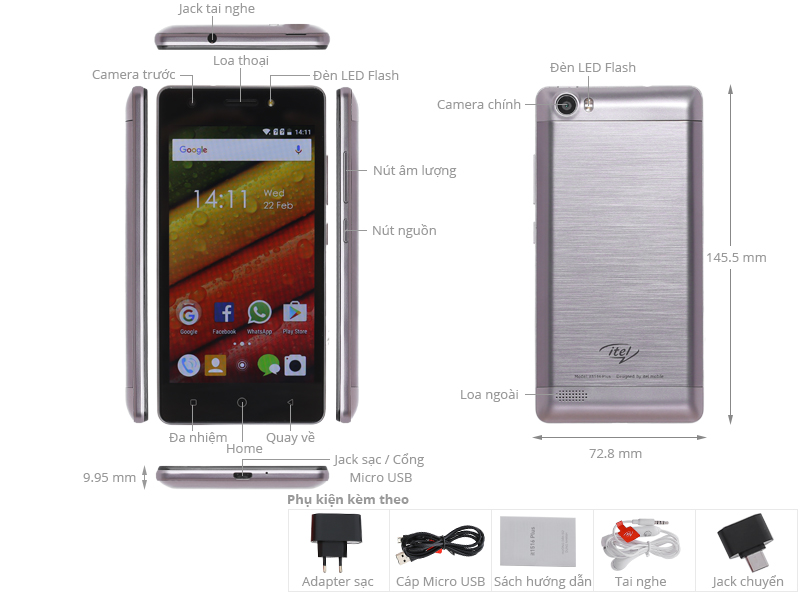 Jack tai nghe
Loa thoại
Camera trước
Đèn LED Flash
Đèn LED Flash
Camera chính
14:11
Google
Nút âm lượng
14:11
Wed
22 Feb
Nút nguồn
145.5 mm
Google
Facebook
WhatsApp
Play Store
itel
Loa ngoài
Đa nhiệm
Home
Quay về
72.8 mm
Jack sạc / Cổng
Micro USB
9.95 mm
Phụ kiện kèm theo
Adapter sạc
Cáp Micro USB
Sách hướng dẫn
Tai nghe
Jack chuyển